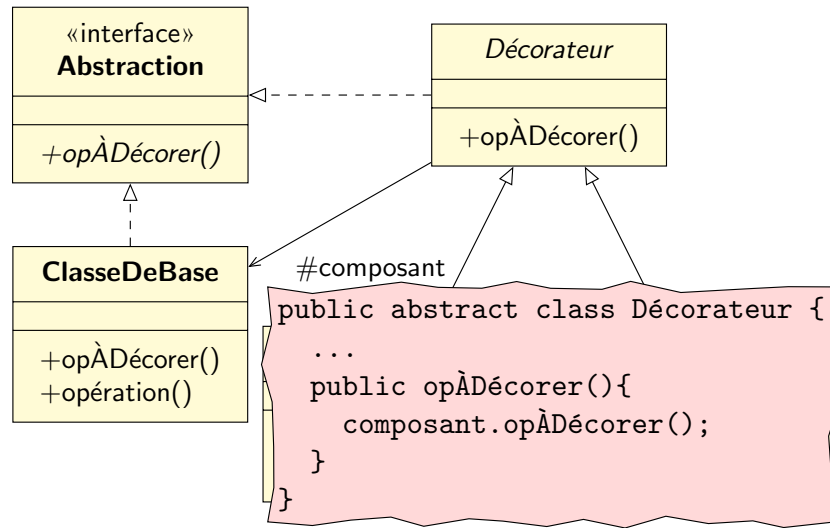 «interface»
Abstraction
+opÀDécorer()
Décorateur
+opÀDécorer()
ClasseDeBase
+opÀDécorer()
+opération()
#composant
public abstract class Décorateur {
...
public opÀDécorer(){
composant.opÀDécorer();
}
}